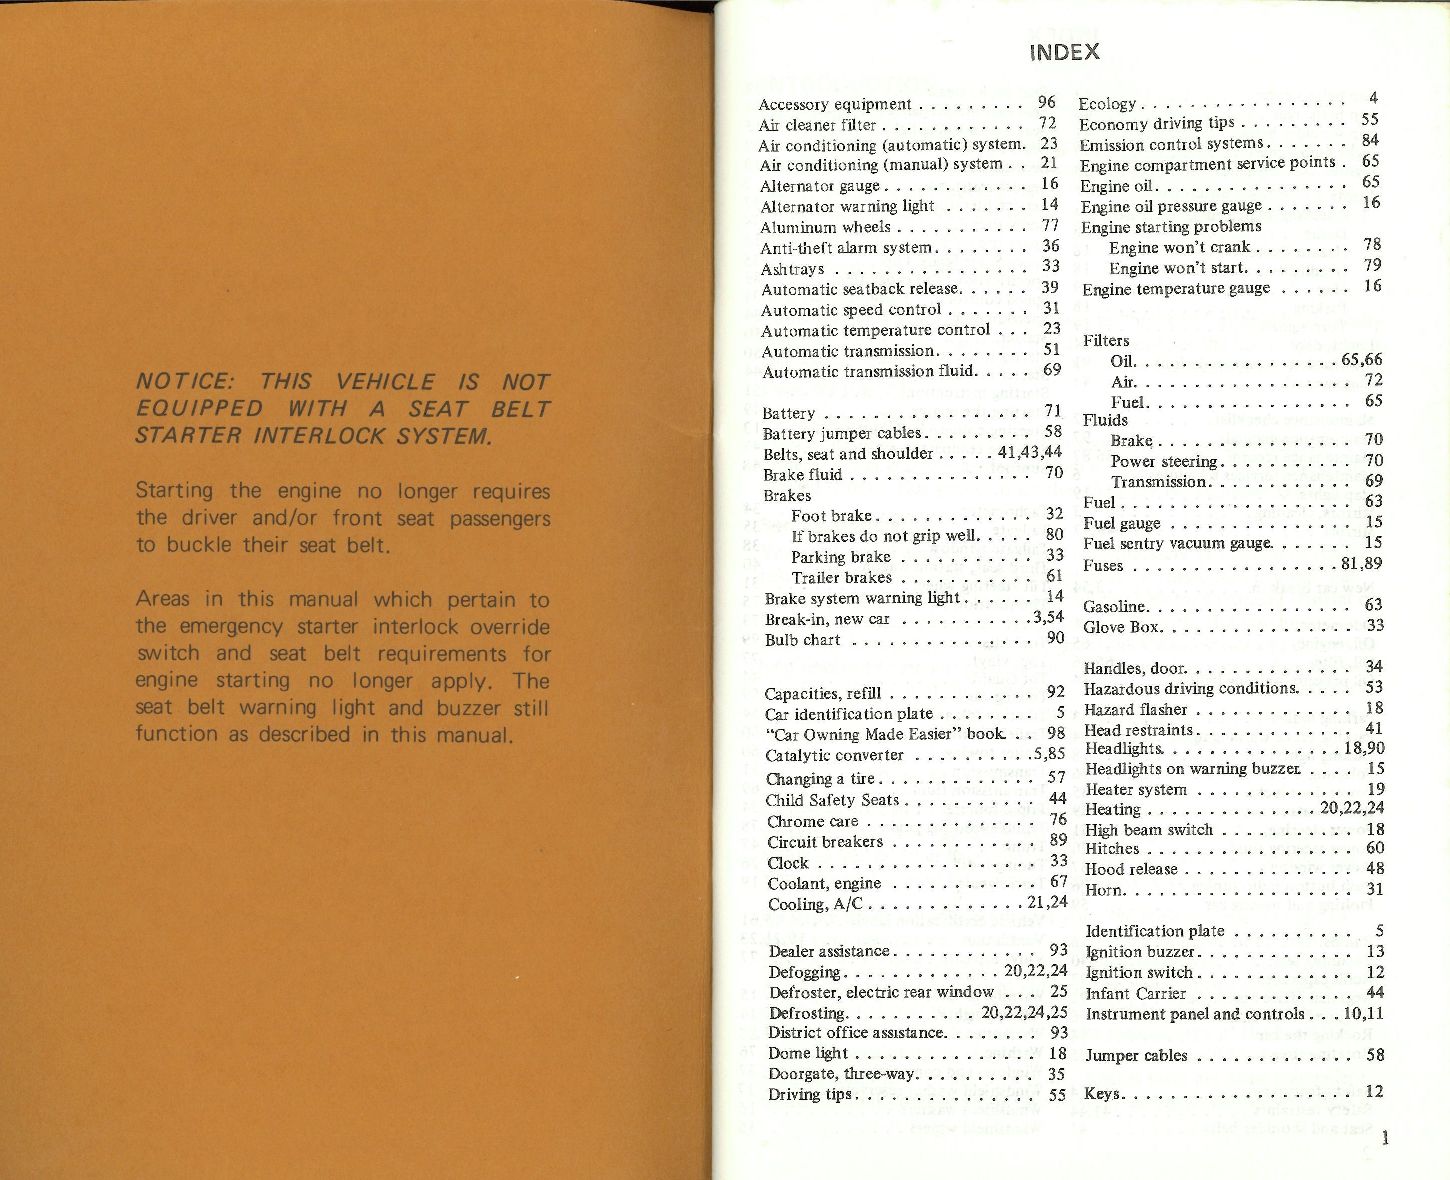 NOTICE: THIS VEHICLE IS NOT
EQUIPPED WITH A SEAT BELT
STARTER INTERLOCK SYSTEM.
Starting the engine no longer requires
the driver and/or front seat passengers
to buckle their seat belt.
Areas in this manual which pertain to
the emergency starter interlock override
switch and seat belt requirements for
engine starting no longer apply. The
seat belt warning light and buzzer still
function as described in this manual.
INDEX
Accessory equipment . . . . . . . . . 96
Air cleaner filter . . . . . . . . . . . . 72
Air conditioning (automatic) system. 23
Air conditioning (manual) system . . 21
Alternator gauge . . . . . . . . . . . . 16
Alternator warning light . . . . . . . 14
Aluminum wheels . . . . . . . . . . . 77
Anti-theft alarm system. . . . . . . . 36
Ashtrays . . . . . . . . . . . . . . . . 33
Automatic seatback release. . . . . . 39
Automatic speed control . . . . . . . 31
Automatic temperature control . . . 23
Automatic transmission. . . . . . . . 51
Automatic transmission fluid. . . . . 69
Battery . . . . . . . . . . . . . . . . . 71
Battery jumper cables. . . . . . . . . 58
Belts, seat and shoulder . . . . . 41,43,44
Brake fluid . . . . . . . . . . . . . . . 70
Brakes
Foot brake. . . . . . . . . . . . . 32
If brakes do not grip well. . . . . 80
Parking brake . . . . . . . . . . . 33
Trailer brakes . . . . . . . . . . . 61
Brake system warning light . . . . . . 14
Break-in, new car . . . . . . . . . . .3,54
Bulb chart . . . . . . . . . . . . . . . 90
Capacities, refill . . . . . . . . . . . . 92
Car identification plate . . . . . . . . 5
“Car Owning Made Easier” book . . 98
Catalytic converter . . . . . . . . . .5,85
Changing a tire. . . . . . . . . . . . . 57
Child Safety Seats . . . . . . . . . . . 44
Chrome care . . . . . . . . . . . . . . 76
Circuit breakers . . . . . . . . . . . . 89
Clock . . . . . . . . . . . . . . . . . . 33
Coolant, engine . . . . . . . . . . . . 67
Cooling, A/C . . . . . . . . . . . . . 21,24
Dealer assistance. . . . . . . . . . . . 93
Defogging. . . . . . . . . . . . . 20,22,24
Defroster, electric rear window . . . 25
Defrosting. . . . . . . . . . . 20,22,24,25
District office assistance. . . . . . . . 93
Dome light . . . . . . . . . . . . . . . 18
Doorgate, three-way. . . . . . . . . . 35
Driving tips. . . . . . . . . . . . . . . 55
Ecology . . . . . . . . . . . . . . . . . 4
Economy driving tips . . . . . . . . . 55
Emission control systems. . . . . . . 84
Engine compartment service points . 65
Engine oil. . . . . . . . . . . . . . . . 65
Engine oil pressure gauge . . . . . . . 16
Engine starting problems
Engine won’t crank . . . . . . . . 78
Engine won’t start. . . . . . . . . 79
Engine temperature gauge . . . . . . 16
Filters
Oil. . . . . . . . . . . . . . . . . 65,66
Air. . . . . . . . . . . . . . . . . . 72
Fuel. . . . . . . . . . . . . . . . . 65
Fluids
Brake . . . . . . . . . . . . . . . . 70
Power steering. . . . . . . . . . . 70
Transmission. . . . . . . . . . . . 69
Fuel . . . . . . . . . . . . . . . . . . . 63
Fuel gauge . . . . . . . . . . . . . . . 15
Fuel sentry vacuum gauge. . . . . . . 15
Fuses . . . . . . . . . . . . . . . . . 81,89
Gasoline. . . . . . . . . . . . . . . . . 63
Glove Box. . . . . . . . . . . . . . . . 33
Handles, door. . . . . . . . . . . . . . 34
Hazardous driving conditions. . . . . 53
Hazard flasher . . . . . . . . . . . . . 18
Head restraints. . . . . . . . . . . . . 41
Headlights. . . . . . . . . . . . . . . 18,90
Headlights on warning buzzer . . . . 15
Heater system . . . . . . . . . . . . . 19
Heating . . . . . . . . . . . . . . 20,22,24
High beam switch . . . . . . . . . . . 18
Hitches . . . . . . . . . . . . . . . . . 60
Hood release . . . . . . . . . . . . . . 48
Horn. . . . . . . . . . . . . . . . . . . 31
Identification plate . . . . . . . . . . 5
Ignition buzzer. . . . . . . . . . . . . 13
Ignition switch . . . . . . . . . . . . . 12
Infant Carrier . . . . . . . . . . . . . 44
Instrument panel and controls . . . 10,11
Jumper cables . . . . . . . . . . . . . 58
Keys. . . . . . . . . . . . . . . . . . . 12
1